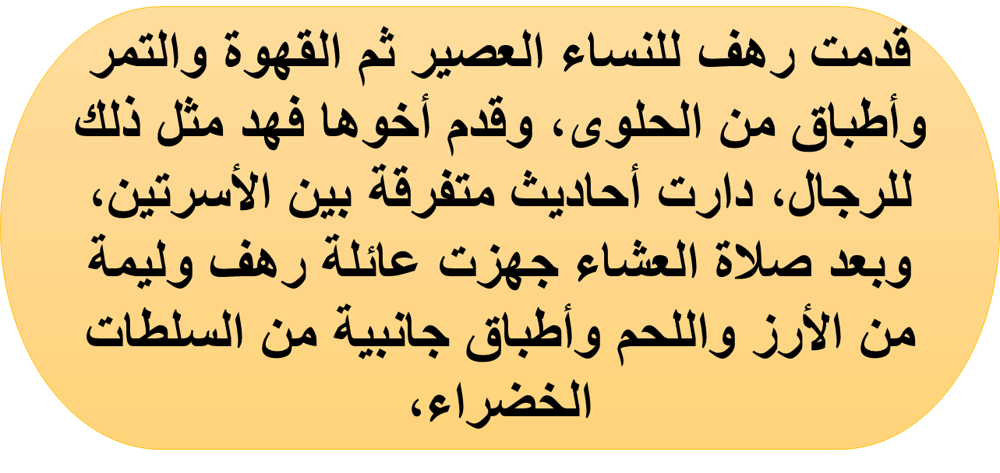 قدمت رهف للنساء العصير ثم القهوة والتمر
وأطباق من الحلوى، وقدم أخوها فهد مثل ذلك
للرجال، دارت أحاديث متفرقة بين الأسرتين،
وبعد صلاة العشاء جهزت عائلة رهف وليمة
من الأرز واللحم وأطباق جانبية من السلطات
الخضراء،